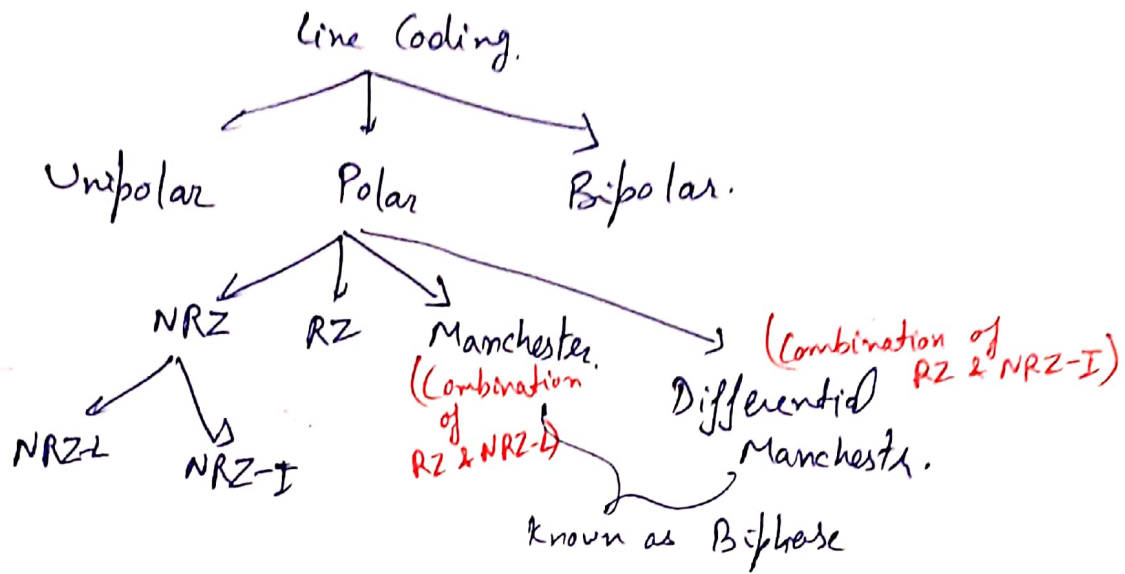 Line Coding.
Unipolar Polar Bipolar.
NRZ RZ Manchester.
(Combination
of
RZ & NRZ-L)
(Combination of
RZ & NRZ-I)
Differential
Manchester.
NRZ-L NRZ-I
Known as Biphase